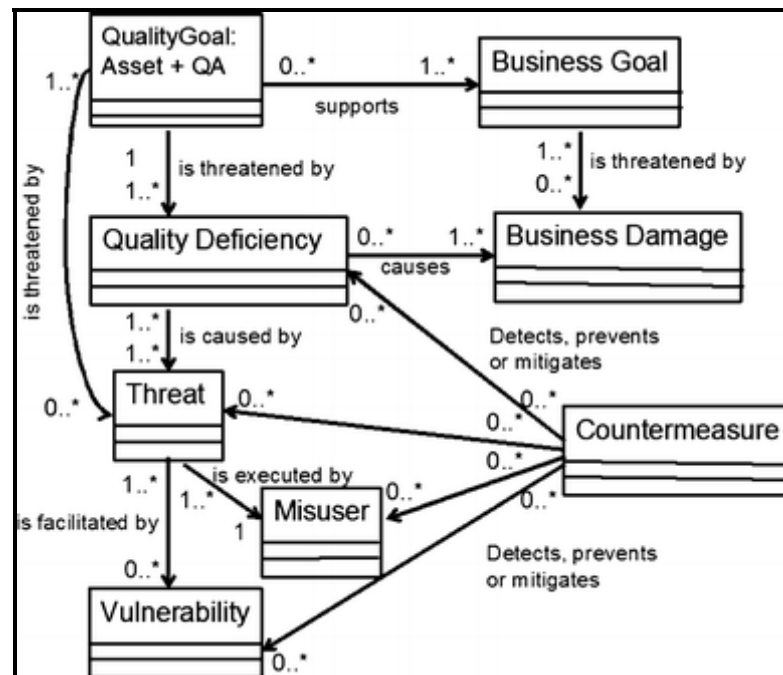 QualityGoal:
Asset + QA
Business Goal
1..*
0..*
1..*
supports
1
is threatened by
1..*
1..*
is threatened by
0..*
is threatened by
Quality Deficiency
0..*
1..*
causes
Business Damage
1..*
is caused by
1..*
0..*
Detects, prevents
or mitigates
Threat
0..*
0..*
0..*
0..*
Countermeasure
1..*
is executed by
1..*
0..*
0..*
0..*
is facilitated by
1
Misuser
Detects, prevents
or mitigates
0..*
Vulnerability
0..*